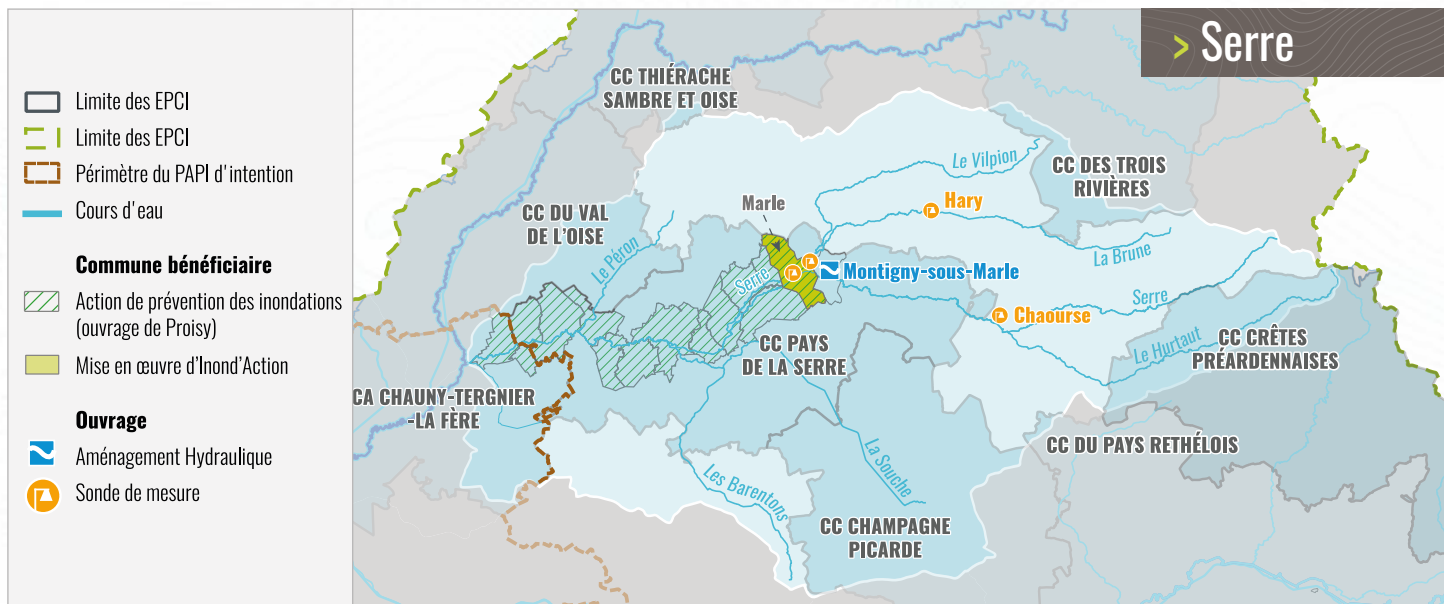 > Serre
Limite des EPCI
Limite des EPCI
Périmètre du PAPI d'intention
Cours d'eau
Commune bénéficiaire
Action de prévention des inondations
(ouvrage de Proisy)
Mise en œuvre d'Inond'Action
Ouvrage
Aménagement Hydraulique
Sonde de mesure
CC THIÉRACHE
SAMBRE ET OISE
Le Vilpion
CC DES TROIS
RIVIÈRES
Hary
Marle
CC DU VAL
DE L'OISE
Le Péron
La Brune
Serre
Montigny-sous-Marle
Serre
Chaourse
Le Hurtaut
CC CRÊTES
PRÉARDENNAISES
CC PAYS
DE LA SERRE
CA CHAUNY-TERGNIER
-LA FÈRE
CC DU PAYS RETHÉLOIS
La Souche
Les Barentons
CC CHAMPAGNE
PICARDE